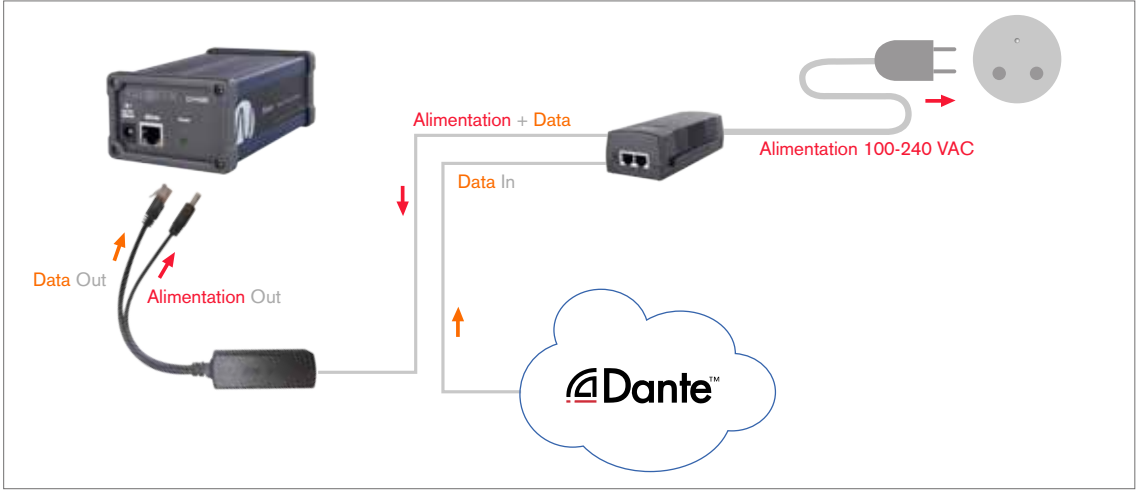 Alimentation + Data
Alimentation 100-240 VAC
Data In
Data Out
Alimentation Out
Dante™